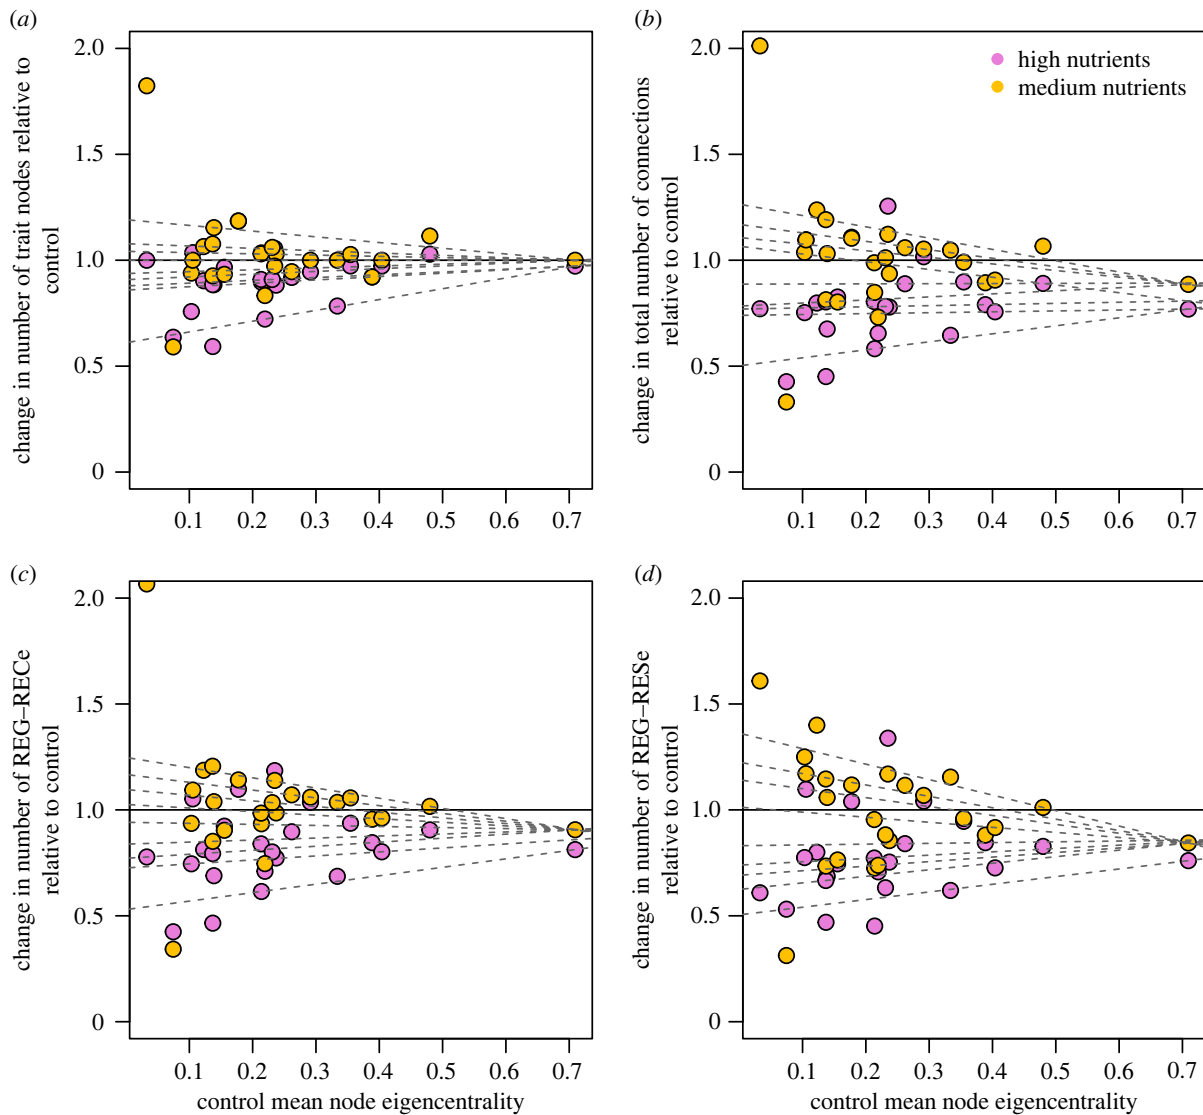 (a)
change in number of trait nodes relative to
control
2.0
1.5
1.0
0.5
0
0.1 0.2 0.3 0.4 0.5 0.6 0.7
(b)
change in total number of connections
relative to control
2.0
1.5
1.0
0.5
0
high nutrients
medium nutrients
0.1 0.2 0.3 0.4 0.5 0.6 0.7
(c)
change in number of REG–RECe
relative to control
2.0
1.5
1.0
0.5
0
0.1 0.2 0.3 0.4 0.5 0.6 0.7
control mean node eigencentrality
(d)
change in number of REG–RESe
relative to control
2.0
1.5
1.0
0.5
0
0.1 0.2 0.3 0.4 0.5 0.6 0.7
control mean node eigencentrality